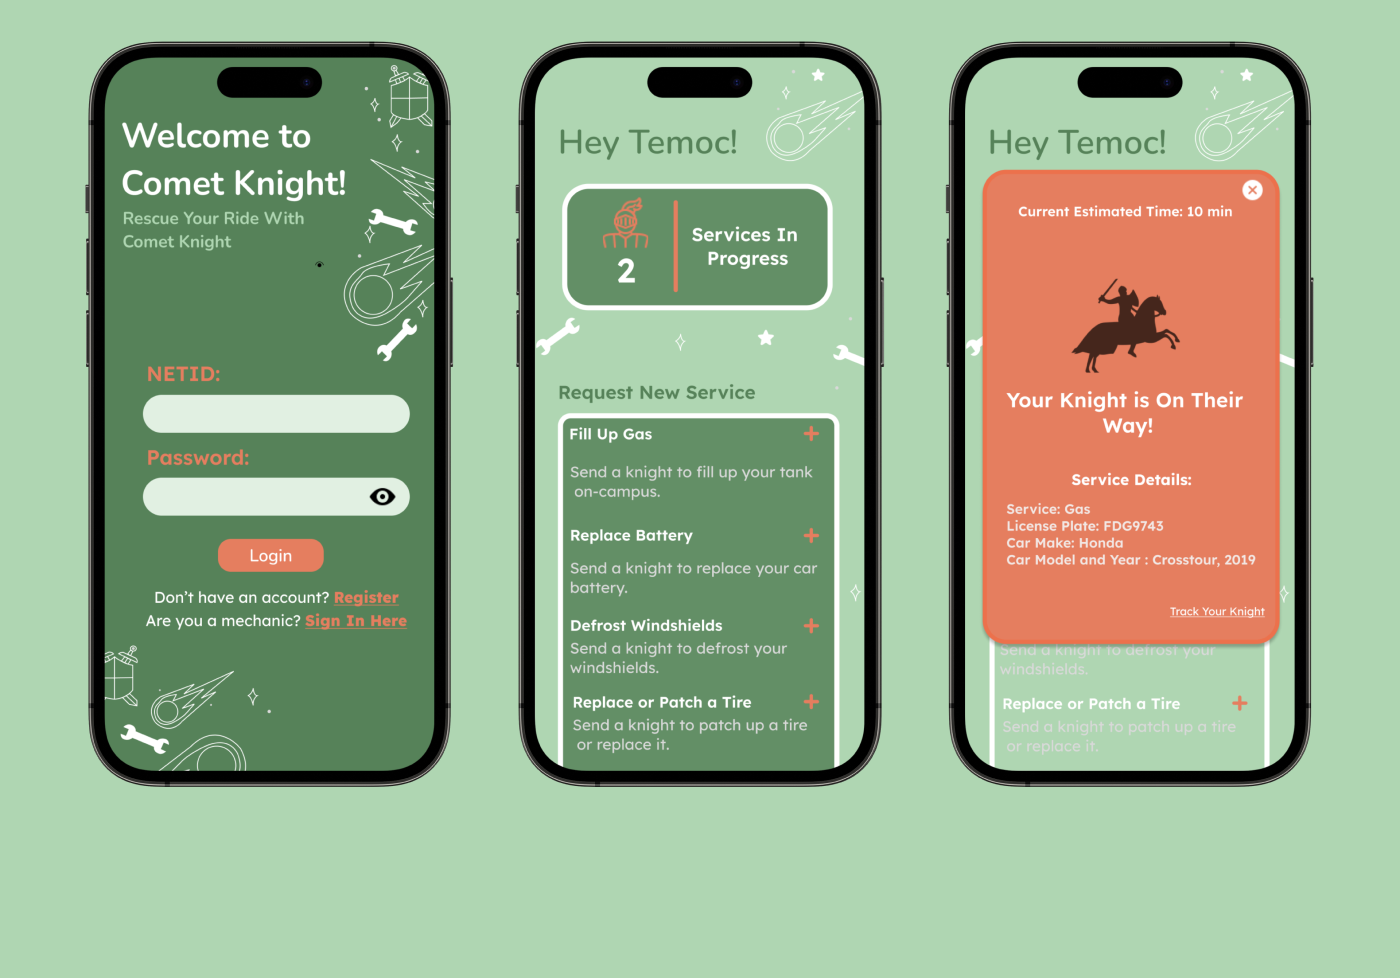 Welcome to
Comet Knight!
Rescue Your Ride With
Comet Knight
NETID:
Password:
Login
Don't have an account? Register
Are you a mechanic? Sign In Here
Hey Temoc!
2
Services In
Progress
Request New Service
Fill Up Gas
Send a knight to fill up your tank
on-campus.
Replace Battery
Send a knight to replace your car
battery.
Defrost Windshields
Send a knight to defrost your
windshields.
Replace or Patch a Tire
Send a knight to patch up a tire
or replace it.
Hey Temoc!
Current Estimated Time: 10 min
Your Knight is On Their
Way!
Service Details:
Service: Gas
License Plate: FDG9743
Car Make: Honda
Car Model and Year : Crosstour, 2019
Track Your Knight
Send a knight to defrost your
windshields.
Replace or Patch a Tire
Send a knight to patch up a tire
or replace it.